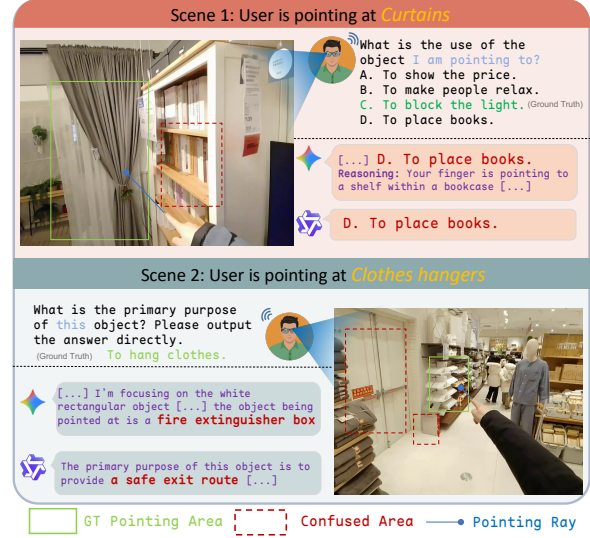 Scene 1: User is pointing at Curtains
What is the use of the
object I am pointing to?
A. To show the price.
B. To make people relax.
C. To block the light. (Ground Truth)
D. To place books.
[...] D. To place books.
Reasoning: Your finger is pointing to
a shelf within a bookcase [...]
D. To place books.
Scene 2: User is pointing at Clothes hangers
What is the primary purpose
of this object? Please output
the answer directly.
(Ground Truth) To hang clothes.
[...] I'm focusing on the white
rectangular object [...] the object being
pointed at is a fire extinguisher box
The primary purpose of this object is to
provide a safe exit route [...]
GT Pointing Area
Confused Area
Pointing Ray